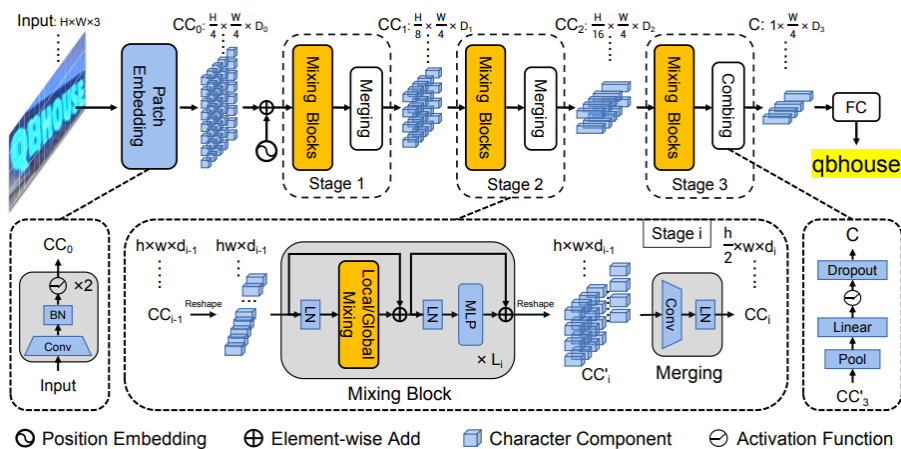 Input: H×W×3
CC₀: H/4 × W/4 × D₀
CC₁: H/8 × W/4 × D₁
CC₂: H/16 × W/4 × D₂
C: 1 × W/4 × D₃
QBHOUSE
Patch Embedding
Mixing Blocks
Merging
Stage 1
Mixing Blocks
Merging
Stage 2
Mixing Blocks
Combing
Stage 3
FC
qbhouse
CC₀
×2
BN
Conv
Input
Stage i
h×w×dᵢ₋₁
hw×dᵢ₋₁
CCᵢ₋₁
Reshape
LN
Local/Global Mixing
LN
MLP
× Lᵢ
Mixing Block
Reshape
h×w×dᵢ₋₁
CC'ᵢ
Conv
LN
Merging
h/2 ×w×dᵢ
CCᵢ
C
Dropout
Linear
Pool
CC'₃
Position Embedding
Element-wise Add
Character Component
Activation Function